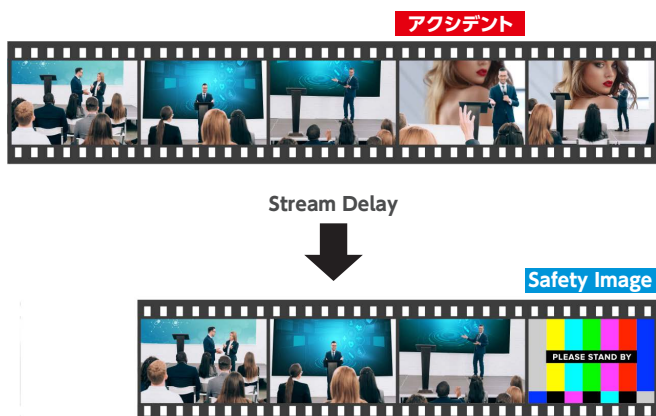 アクシデント
Stream Delay
Safety Image
PLEASE STAND BY